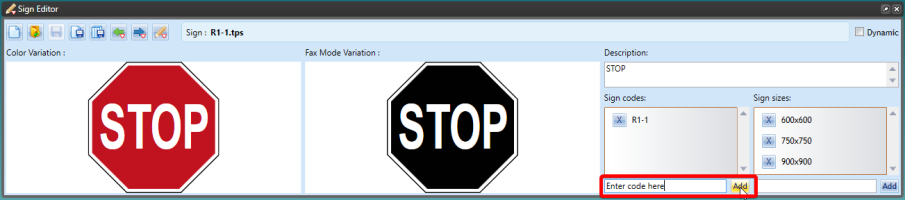 Sign Editor
Sign : R1-1.tps
Dynamic
Color Variation :
Fax Mode Variation :
Description:
STOP
STOP
STOP
Sign codes:
Sign sizes:
X R1-1
X 600x600
X 750x750
X 900x900
Enter code here
Add
Add